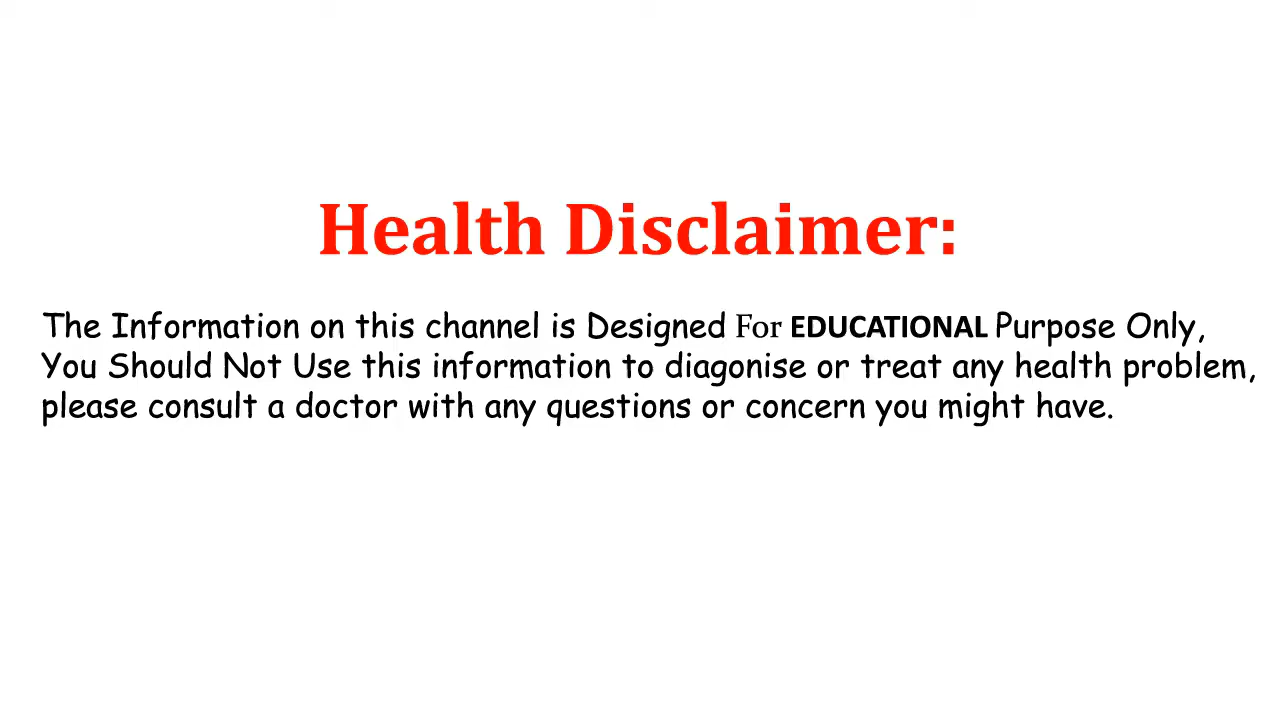 Health Disclaimer:
The Information on this channel is Designed For EDUCATIONAL Purpose Only,
You Should Not Use this information to diagonise or treat any health problem,
please consult a doctor with any questions or concern you might have.